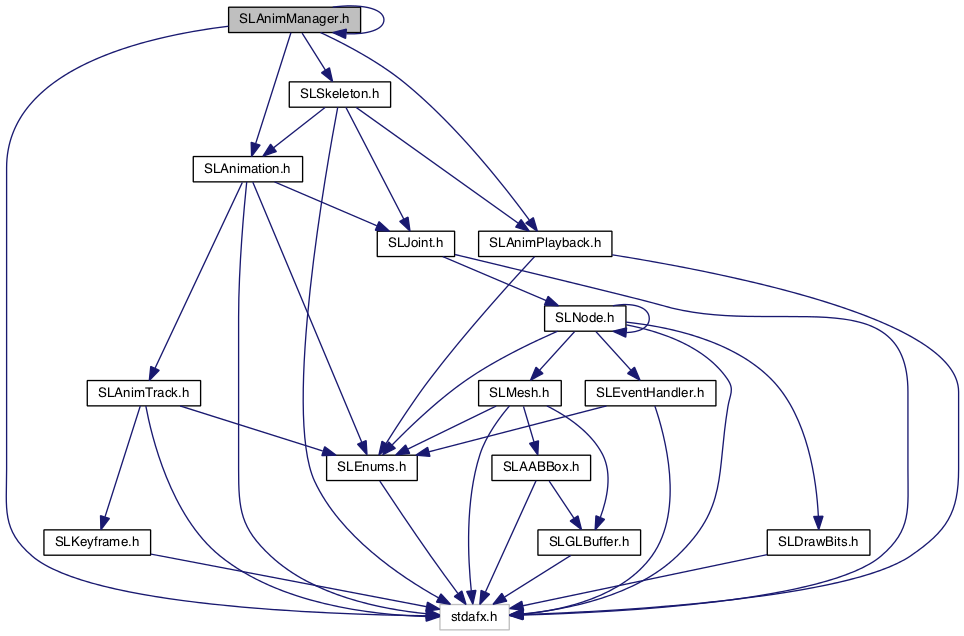 SLAnimManager.h
SLSkeleton.h
SLAnimation.h
SLJoint.h
SLAnimPlayback.h
SLNode.h
SLAnimTrack.h
SLMesh.h
SLEventHandler.h
SLEnums.h
SLAABBox.h
SLKeyframe.h
SLGLBuffer.h
SLDrawBits.h
stdafx.h